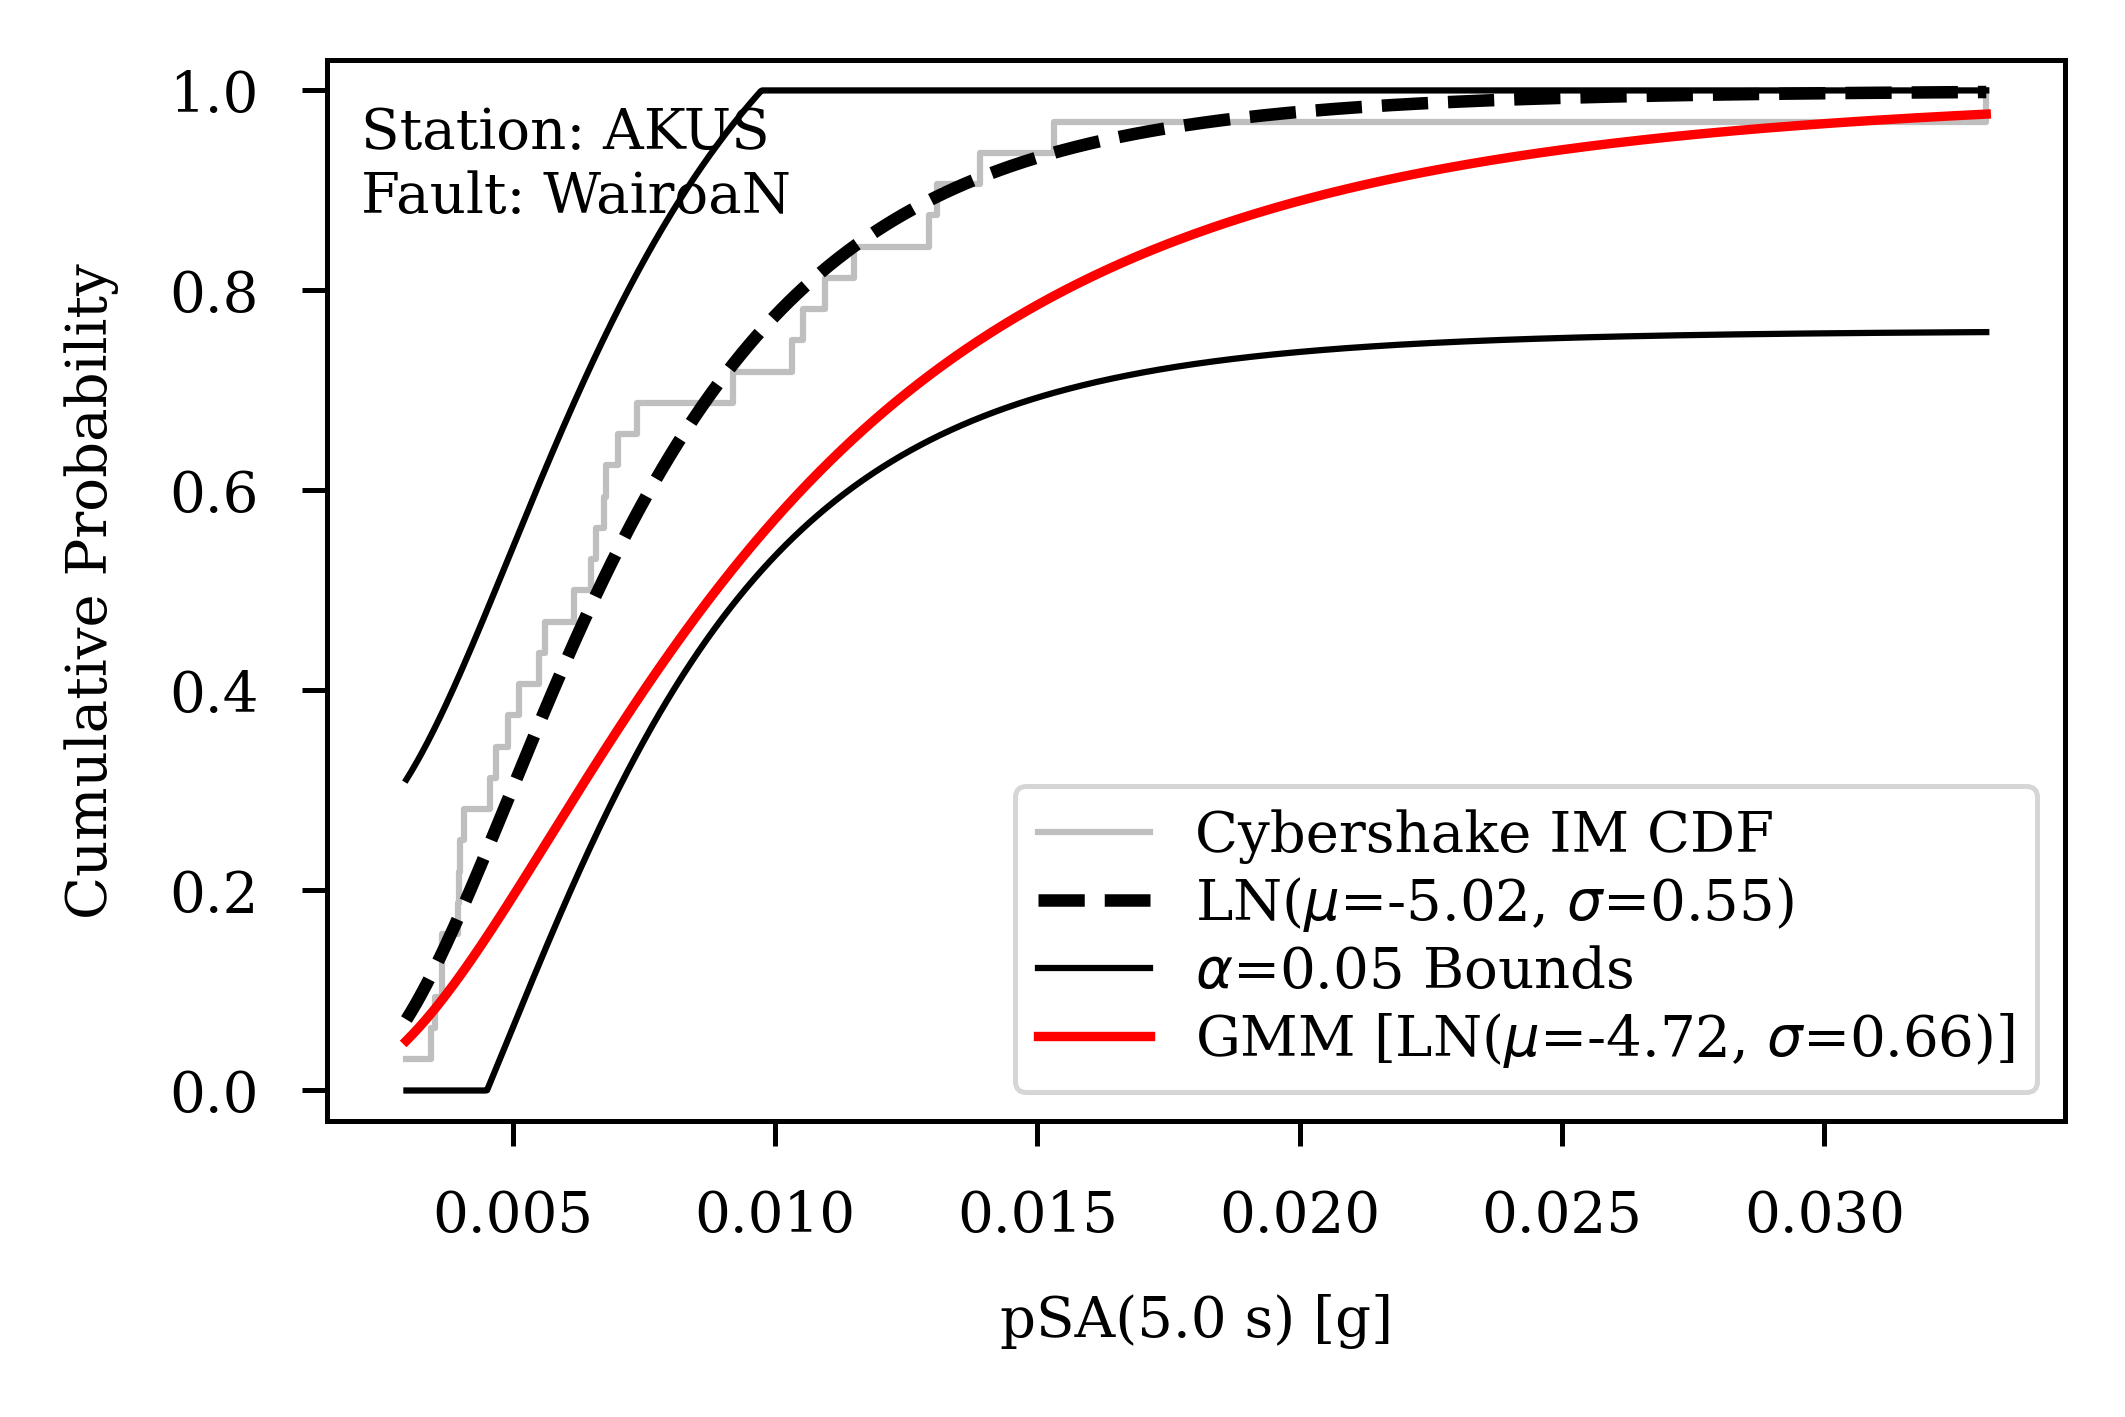 Station: AKUS
Fault: WairoaN
Cumulative Probability
1.0
0.8
0.6
0.4
0.2
0.0
Cybershake IM CDF
LN(μ=-5.02, σ=0.55)
α=0.05 Bounds
GMM [LN(μ=-4.72, σ=0.66)]
0.005 0.010 0.015 0.020 0.025 0.030
pSA(5.0 s) [g]